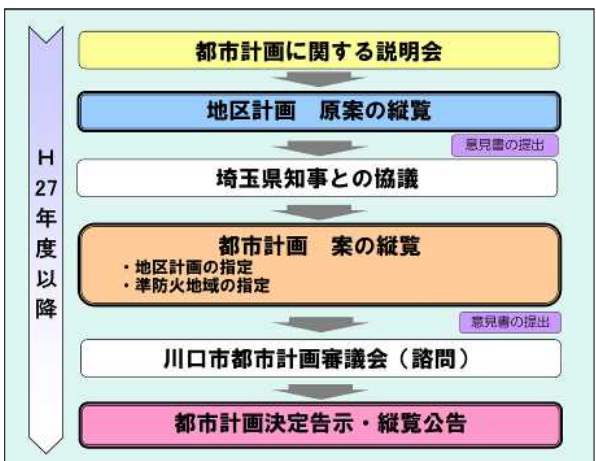 H27年度以降
都市計画に関する説明会
地区計画　原案の縦覧
意見書の提出
埼玉県知事との協議
都市計画　案の縦覧
・地区計画の指定
・準防火地域の指定
意見書の提出
川口市都市計画審議会（諮問）
都市計画決定告示・縦覧公告